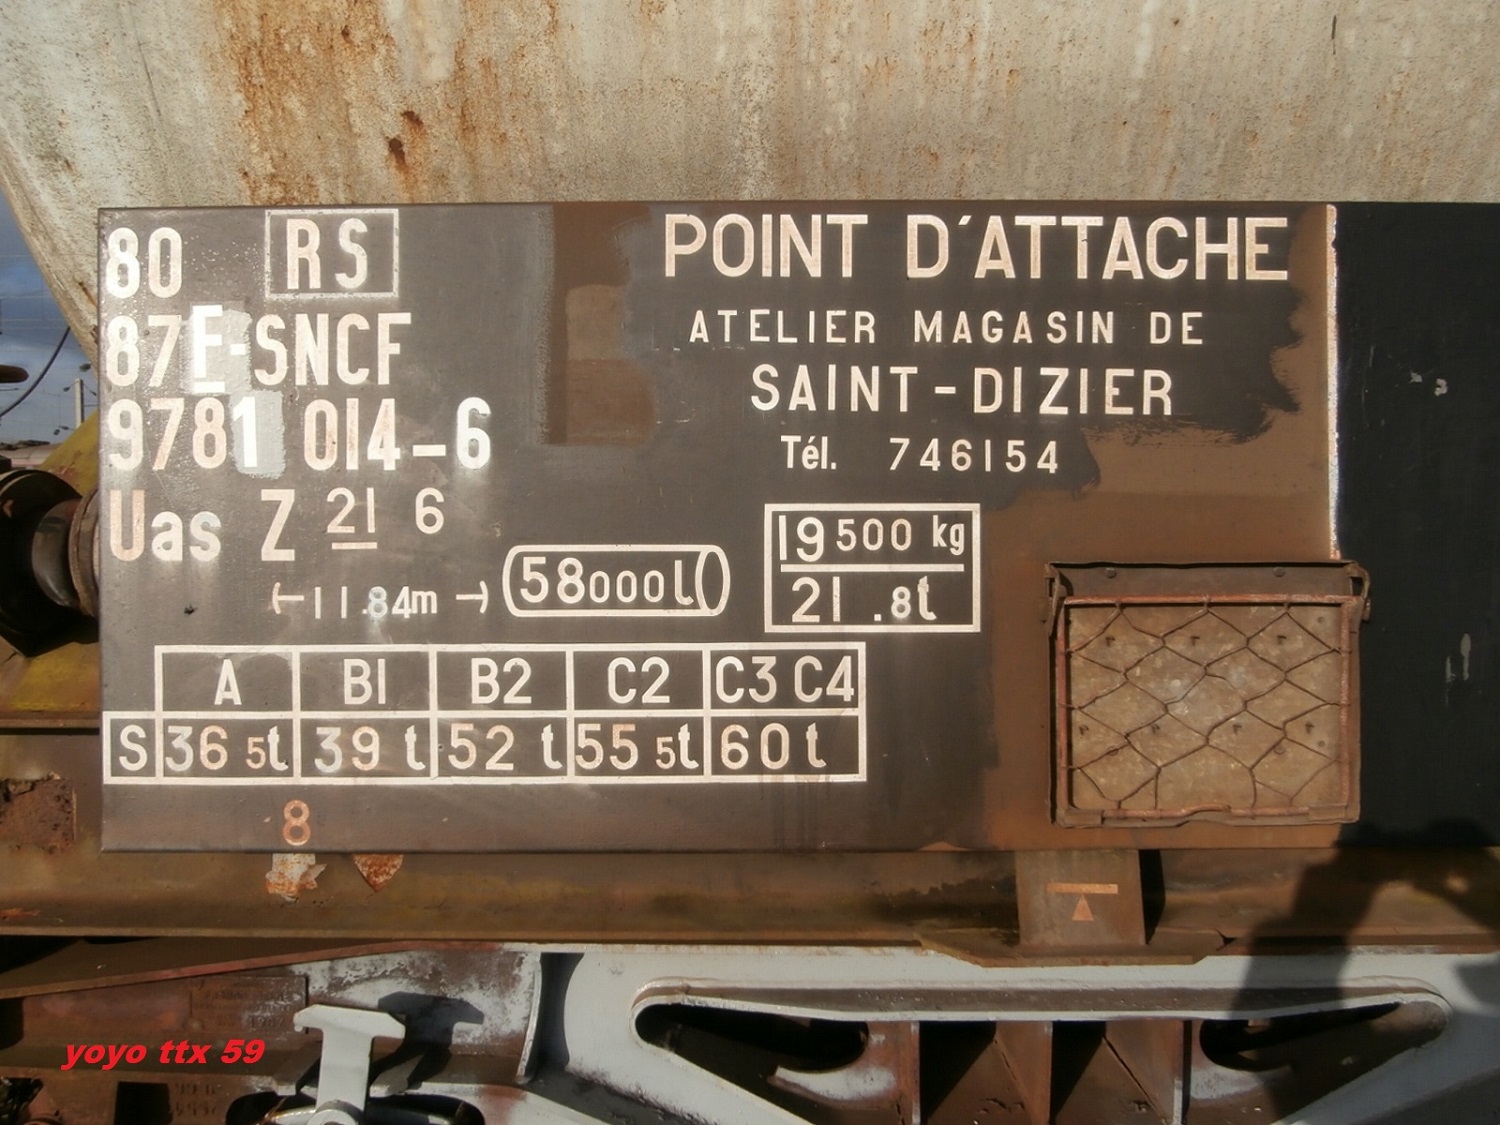 80 RS
87 F-SNCF
9781 014-6
Uas Z 21 6
11.84m
58000l
POINT D'ATTACHE
ATELIER MAGASIN DE
SAINT-DIZIER
Tél. 746154
19500 kg
21.8t
A B1 B2 C2 C3 C4
S 36 5t 39 t 52 t 55 5t 60 t
8
yoyo ttx 59